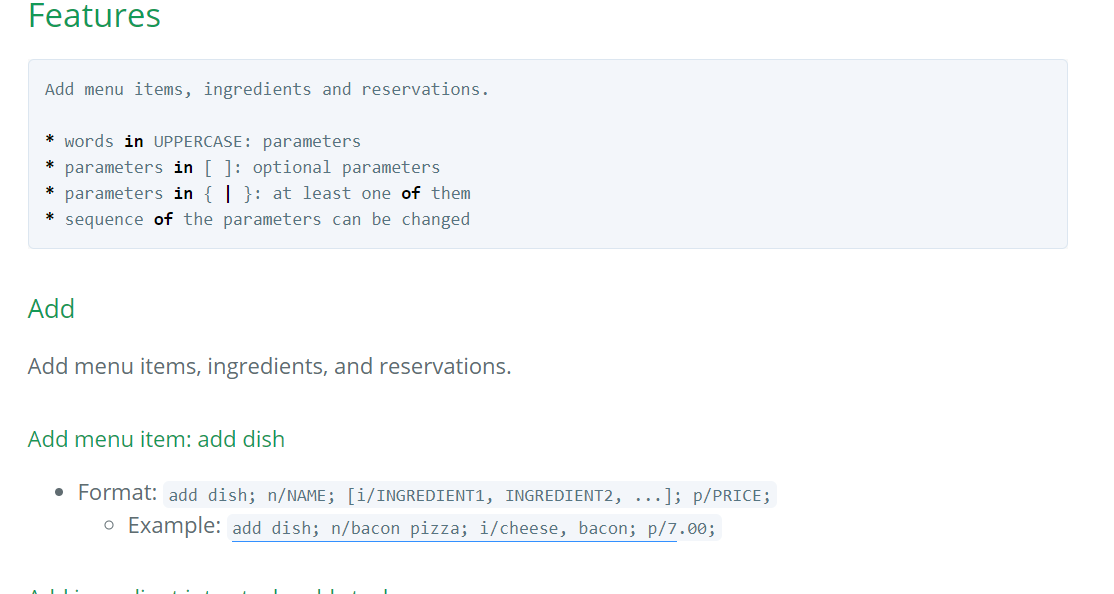 Features
Add menu items, ingredients and reservations.
* words in UPPERCASE: parameters
* parameters in [ ]: optional parameters
* parameters in { | }: at least one of them
* sequence of the parameters can be changed
Add
Add menu items, ingredients, and reservations.
Add menu item: add dish
• Format: add dish; n/NAME; [i/INGREDIENT1, INGREDIENT2, ...]; p/PRICE;
○ Example: add dish; n/bacon pizza; i/cheese, bacon; p/7.00;